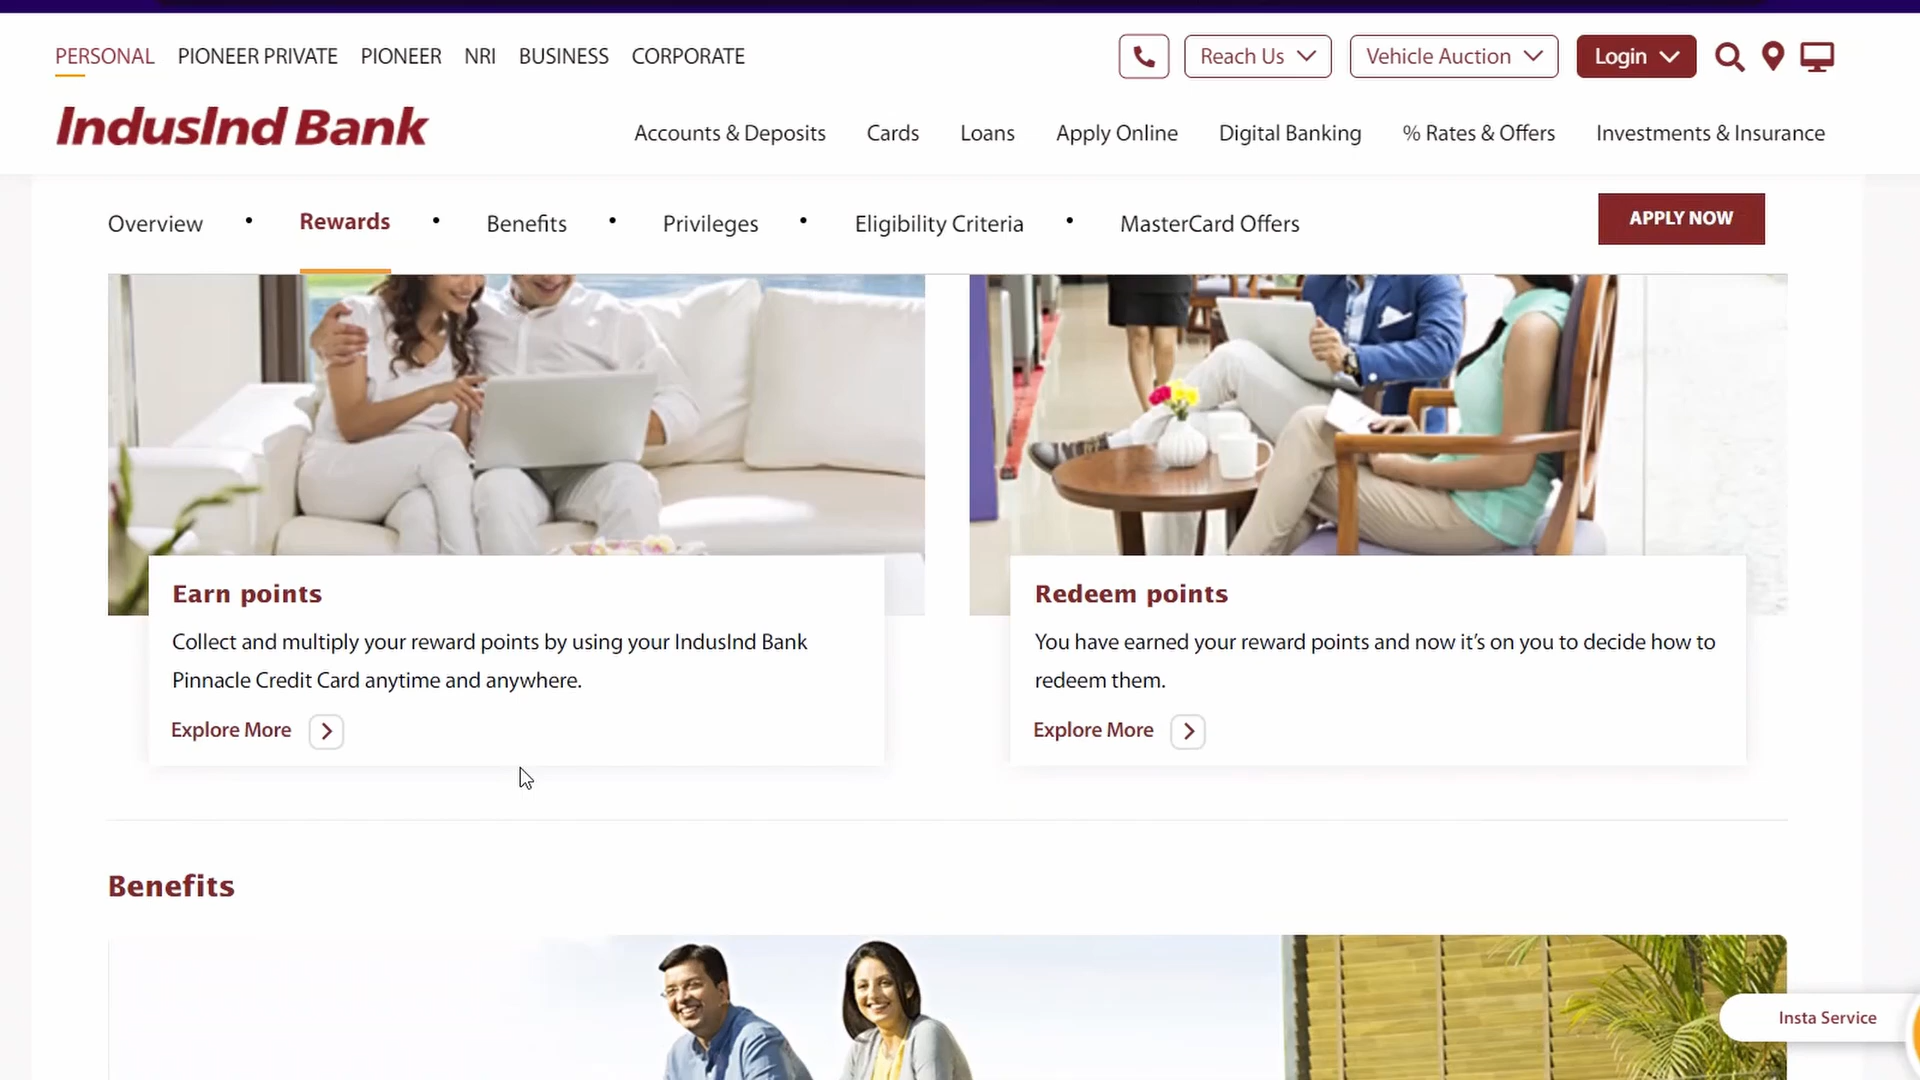 PERSONAL PIONEER PRIVATE PIONEER NRI BUSINESS CORPORATE
Reach Us Vehicle Auction Login
IndusInd Bank
Accounts & Deposits Cards Loans Apply Online Digital Banking % Rates & Offers Investments & Insurance
Overview • Rewards • Benefits • Privileges • Eligibility Criteria • MasterCard Offers
APPLY NOW
Earn points
Collect and multiply your reward points by using your IndusInd Bank
Pinnacle Credit Card anytime and anywhere.
Explore More
Redeem points
You have earned your reward points and now it's on you to decide how to
redeem them.
Explore More
Benefits
Insta Service